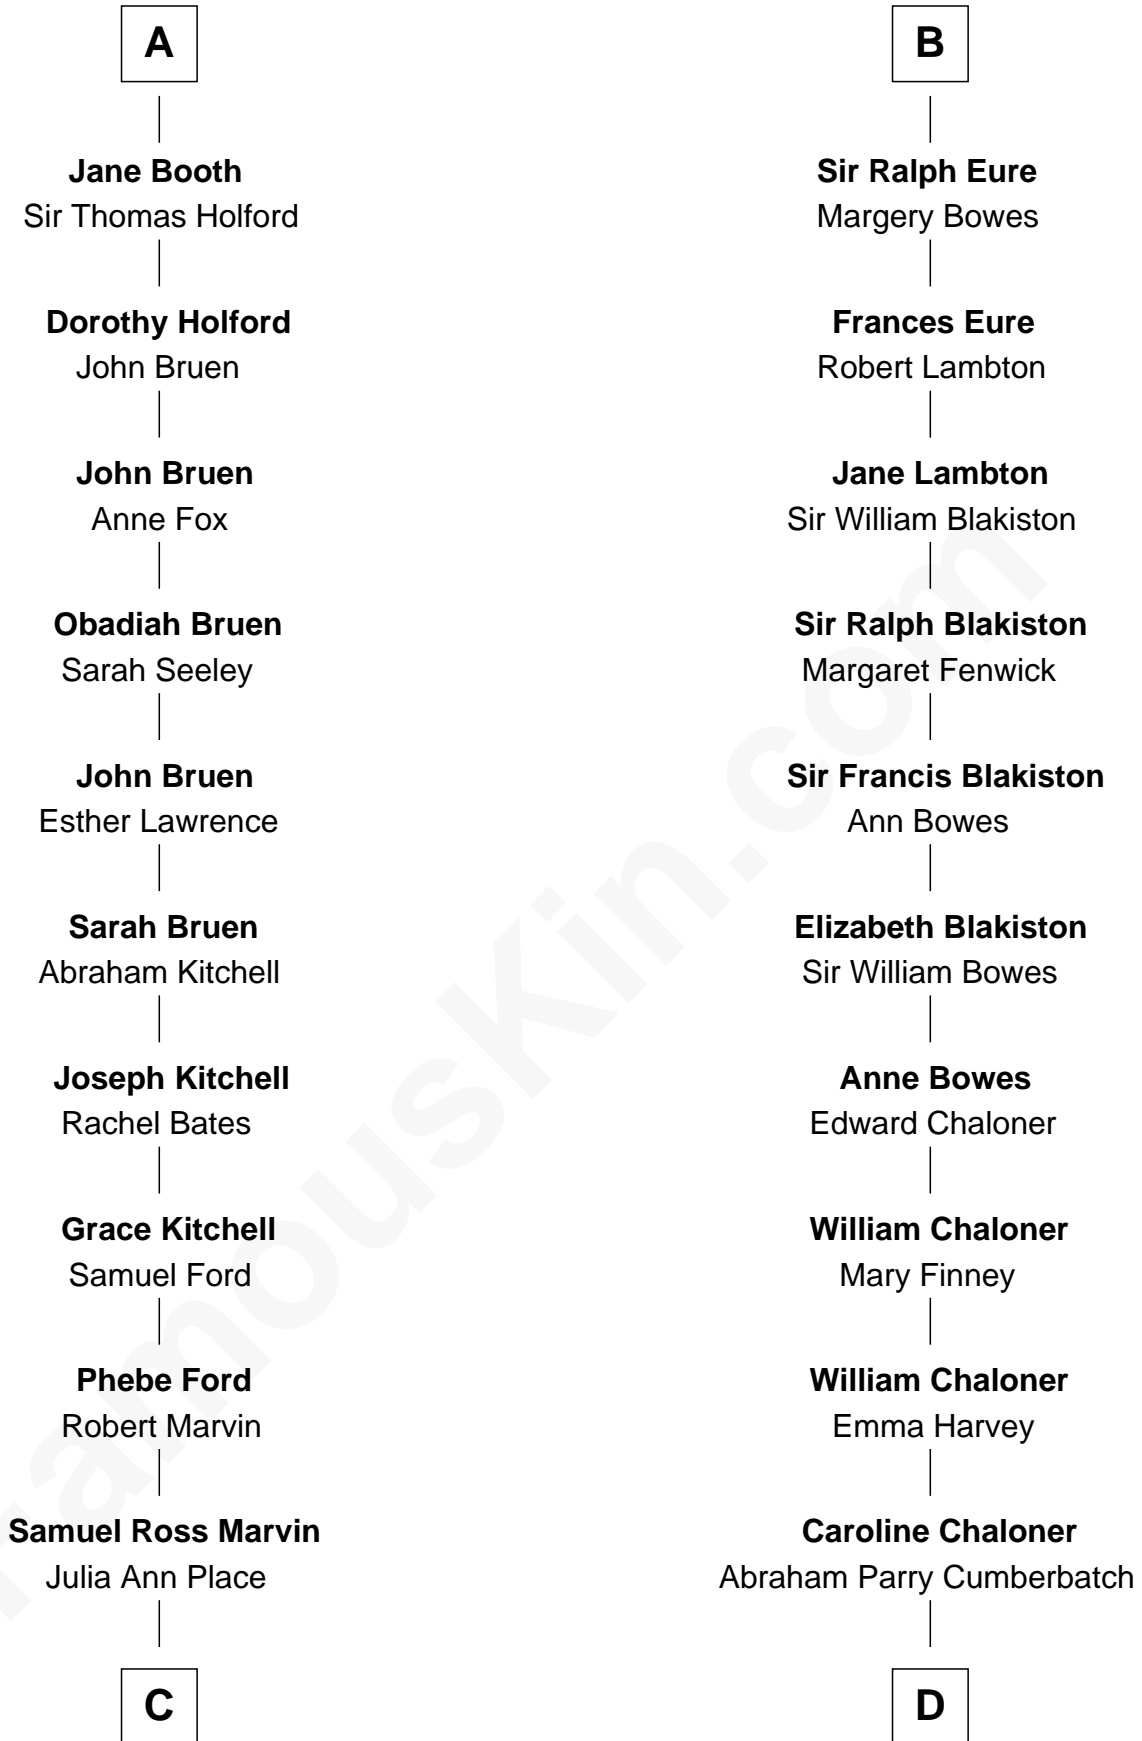 A
Jane Booth
Sir Thomas Holford
Dorothy Holford
John Bruen
John Bruen
Anne Fox
Obadiah Bruen
Sarah Seeley
John Bruen
Esther Lawrence
Sarah Bruen
Abraham Kitchell
Joseph Kitchell
Rachel Bates
Grace Kitchell
Samuel Ford
Phebe Ford
Robert Marvin
Samuel Ross Marvin
Julia Ann Place
C
B
Sir Ralph Eure
Margery Bowes
Frances Eure
Robert Lambton
Jane Lambton
Sir William Blakiston
Sir Ralph Blakiston
Margaret Fenwick
Sir Francis Blakiston
Ann Bowes
Elizabeth Blakiston
Sir William Bowes
Anne Bowes
Edward Chaloner
William Chaloner
Mary Finney
William Chaloner
Emma Harvey
Caroline Chaloner
Abraham Parry Cumberbatch
D
FamousKin.com